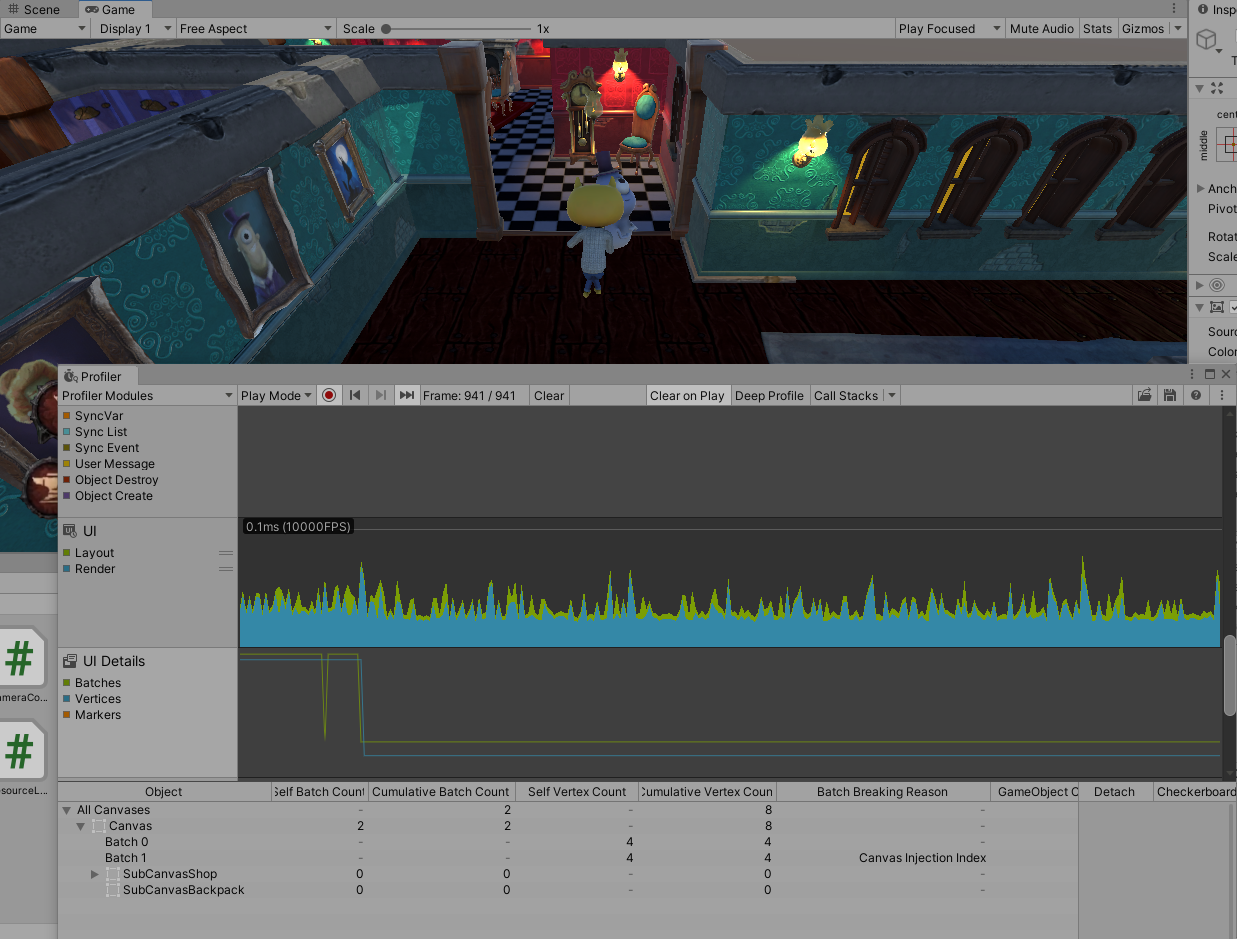 Scene Game Insp
Game Display 1 Free Aspect Scale 1x Play Focused Mute Audio Stats Gizmos
T
cent
middle
Anch
Pivot
Rotat
Scale
Sourc
Color
Profiler
Profiler Modules Play Mode Frame: 941 / 941 Clear Clear on Play Deep Profile Call Stacks
SyncVar
Sync List
Sync Event
User Message
Object Destroy
Object Create
UI 0.1ms (10000FPS)
Layout
Render
UI Details
Batches
Vertices
Markers
ameraCo...
esourceL...
Object Self Batch Count Cumulative Batch Count Self Vertex Count Cumulative Vertex Coun Batch Breaking Reason GameObject C Detach Checkerboard
All Canvases - 2 - 8 -
Canvas 2 2 - 8 -
Batch 0 - - 4 4 -
Batch 1 - - 4 4 Canvas Injection Index
SubCanvasShop 0 0 - 0 -
SubCanvasBackpack 0 0 - 0 -